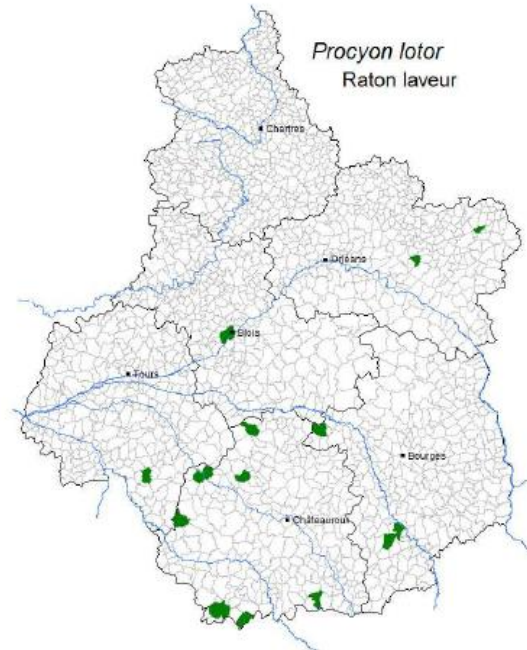 Procyon lotor
Raton laveur
Chartres
Orléans
Blois
Tours
Bourges
Châteauroux